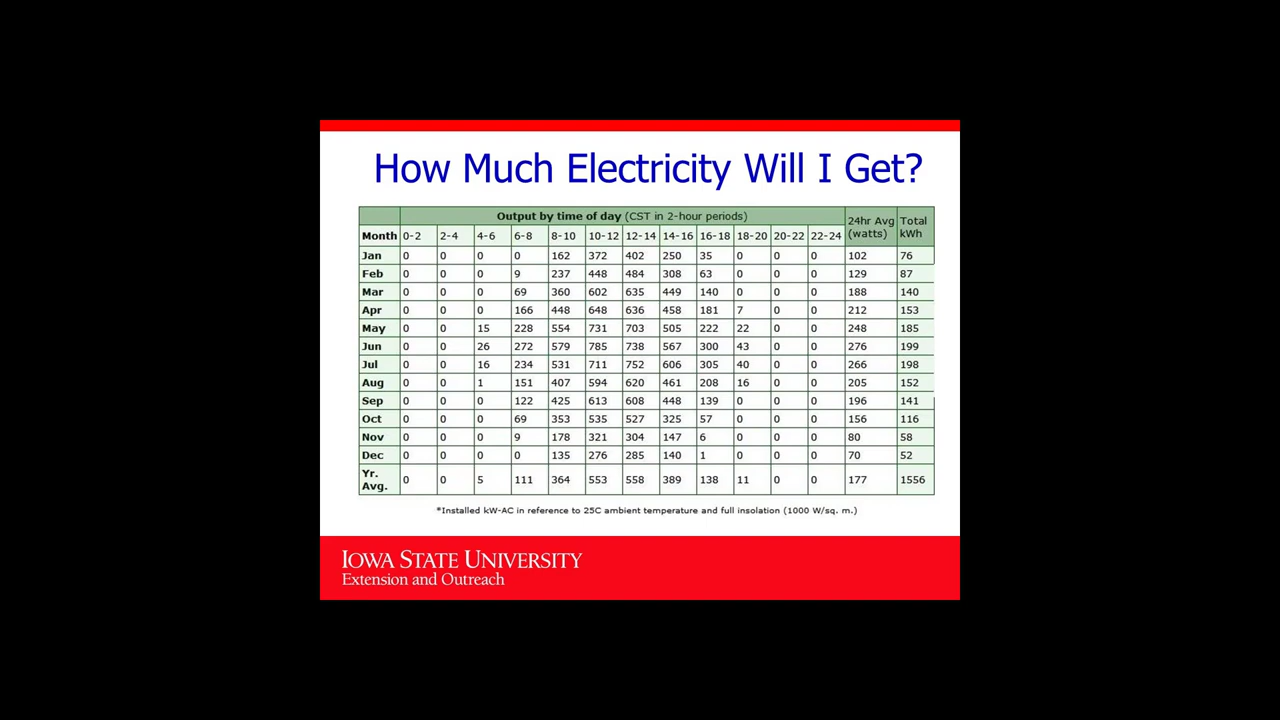 How Much Electricity Will I Get?
Output by time of day (CST in 2-hour periods) 24hr Avg (watts) Total kWh
Month 0-2 2-4 4-6 6-8 8-10 10-12 12-14 14-16 16-18 18-20 20-22 22-24
Jan 0 0 0 0 162 372 402 250 35 0 0 0 102 76
Feb 0 0 0 9 237 448 484 308 63 0 0 0 129 87
Mar 0 0 0 69 360 602 635 449 140 0 0 0 188 140
Apr 0 0 0 166 448 648 636 458 181 7 0 0 212 153
May 0 0 15 228 554 731 703 505 222 22 0 0 248 185
Jun 0 0 26 272 579 785 738 567 300 43 0 0 276 199
Jul 0 0 16 234 531 711 752 606 305 40 0 0 266 198
Aug 0 0 1 151 407 594 620 461 208 16 0 0 205 152
Sep 0 0 0 122 425 613 608 448 139 0 0 0 196 141
Oct 0 0 0 69 353 535 527 325 57 0 0 0 156 116
Nov 0 0 0 9 178 321 304 147 6 0 0 0 80 58
Dec 0 0 0 0 135 276 285 140 1 0 0 0 70 52
Yr. Avg. 0 0 5 111 364 553 558 389 138 11 0 0 177 1556
*Installed kW-AC in reference to 25C ambient temperature and full insolation (1000 W/sq. m.)
IOWA STATE UNIVERSITY
Extension and Outreach